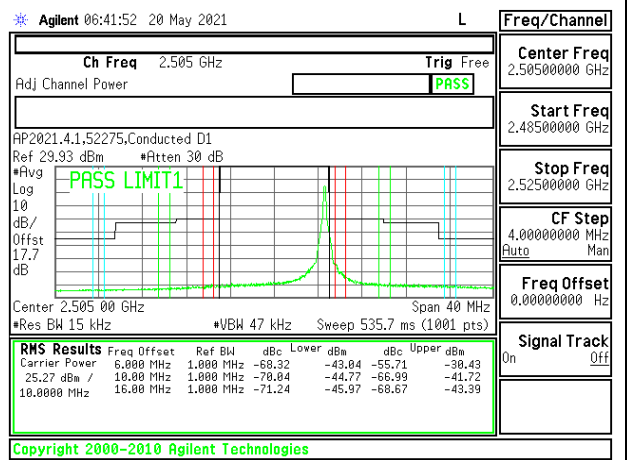 Agilent 06:41:52 20 May 2021 L
Freq/Channel
Ch Freq 2.505 GHz Trig Free
Adj Channel Power PASS
Center Freq
2.50500000 GHz
Start Freq
2.48500000 GHz
AP2021.4.1,52275,Conducted D1
Ref 29.93 dBm #Atten 30 dB
#Avg
Log
10
dB/
Offst
17.7
dB
PASS LIMIT1
Stop Freq
2.52500000 GHz
CF Step
4.00000000 MHz
Auto Man
Freq Offset
0.00000000 Hz
Center 2.505 00 GHz Span 40 MHz
#Res BW 15 kHz #VBW 47 kHz Sweep 535.7 ms (1001 pts)
Signal Track
On Off
RMS Results Freq Offset Ref BW dBc Lower dBm dBc Upper dBm
Carrier Power 6.000 MHz 1.000 MHz -68.32 -43.04 -55.71 -30.43
25.27 dBm / 10.00 MHz 1.000 MHz -70.04 -44.77 -66.99 -41.72
10.0000 MHz 16.00 MHz 1.000 MHz -71.24 -45.97 -68.67 -43.39
Copyright 2000-2010 Agilent Technologies